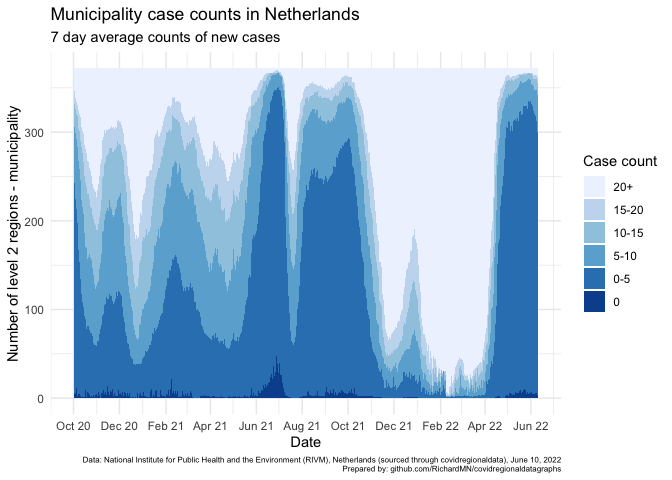 Municipality case counts in Netherlands
7 day average counts of new cases
Number of level 2 regions - municipality
300
200
100
0
Oct 20 Dec 20 Feb 21 Apr 21 Jun 21 Aug 21 Oct 21 Dec 21 Feb 22 Apr 22 Jun 22
Date
Case count
20+
15-20
10-15
5-10
0-5
0
Data: National Institute for Public Health and the Environment (RIVM), Netherlands (sourced through covidregionaldata), June 10, 2022
Prepared by: github.com/RichardMN/covidregionaldatagraphs